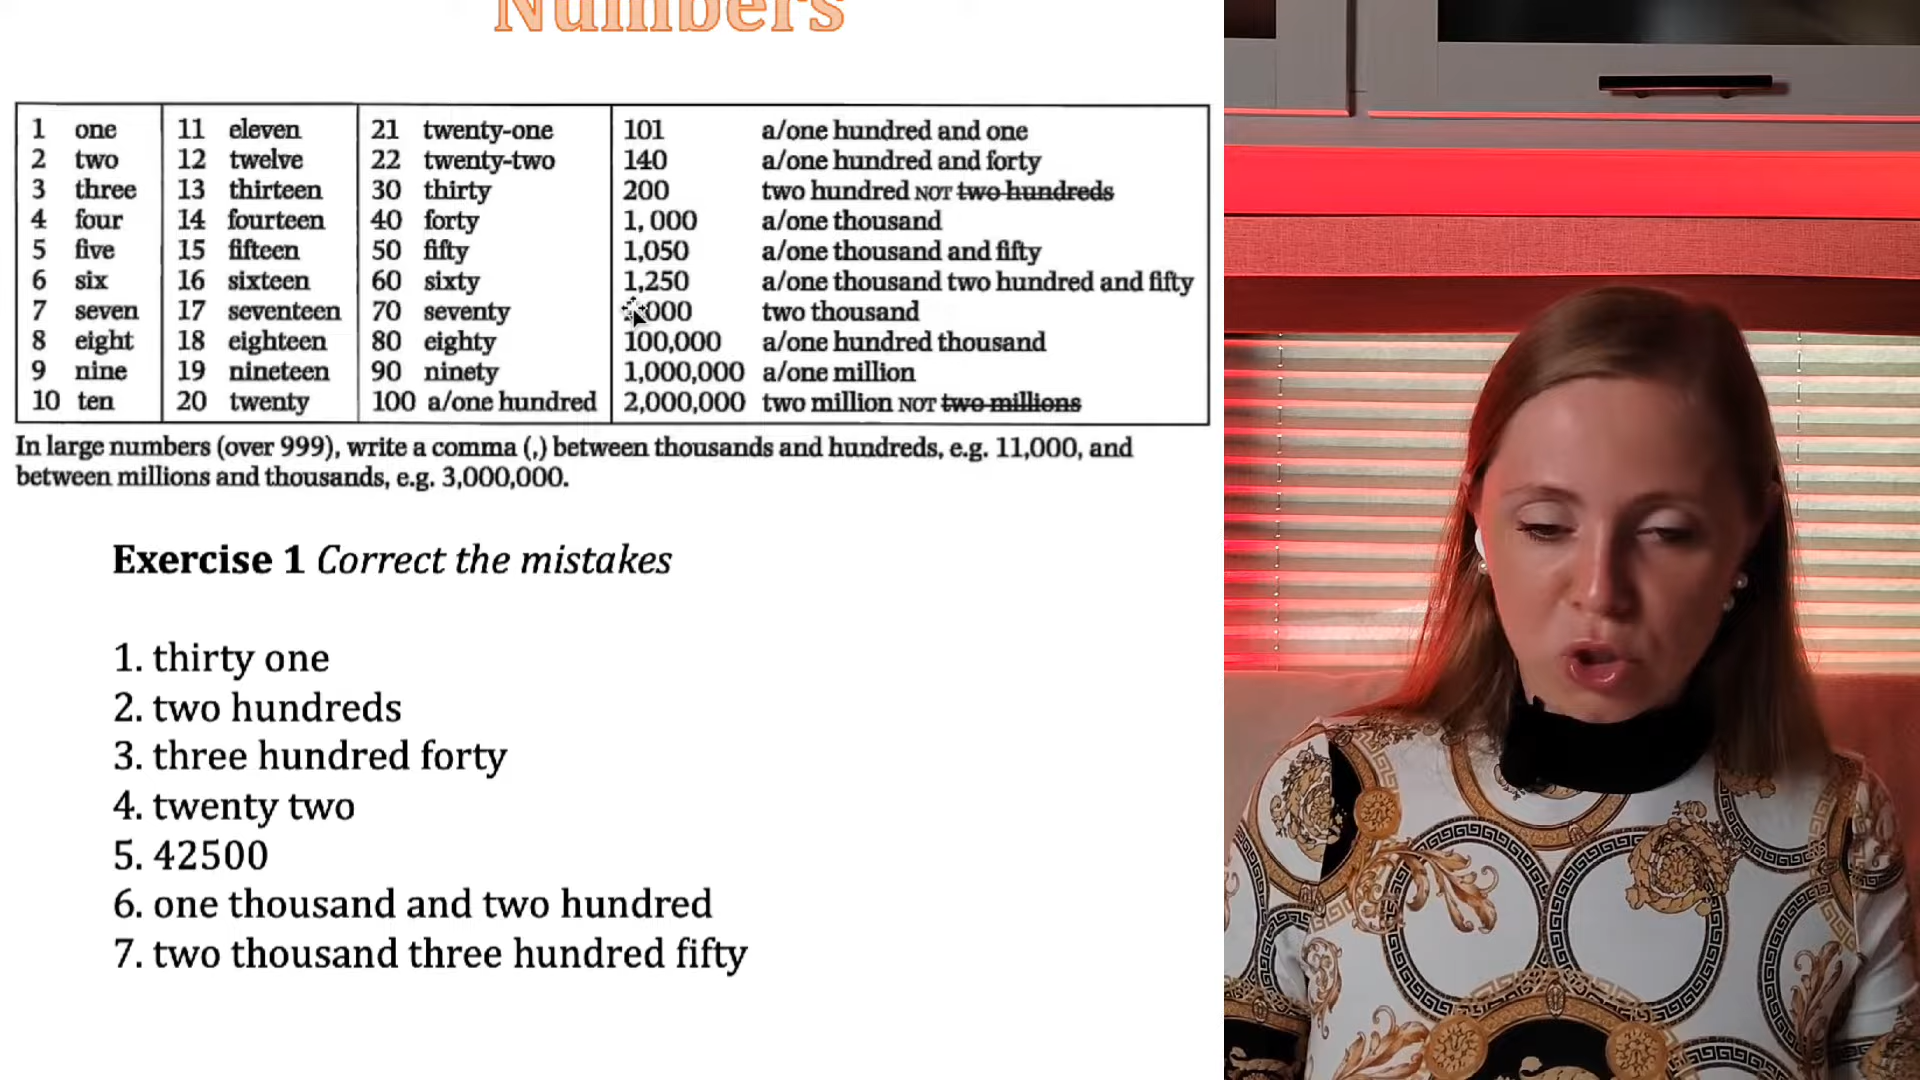 Numbers
1 one 11 eleven 21 twenty-one 101 a/one hundred and one
2 two 12 twelve 22 twenty-two 140 a/one hundred and forty
3 three 13 thirteen 30 thirty 200 two hundred NOT two hundreds
4 four 14 fourteen 40 forty 1, 000 a/one thousand
5 five 15 fifteen 50 fifty 1,050 a/one thousand and fifty
6 six 16 sixteen 60 sixty 1,250 a/one thousand two hundred and fifty
7 seven 17 seventeen 70 seventy 000 two thousand
8 eight 18 eighteen 80 eighty 100,000 a/one hundred thousand
9 nine 19 nineteen 90 ninety 1,000,000 a/one million
10 ten 20 twenty 100 a/one hundred 2,000,000 two million NOT two millions
In large numbers (over 999), write a comma (,) between thousands and hundreds, e.g. 11,000, and
between millions and thousands, e.g. 3,000,000.
Exercise 1 Correct the mistakes
1. thirty one
2. two hundreds
3. three hundred forty
4. twenty two
5. 42500
6. one thousand and two hundred
7. two thousand three hundred fifty